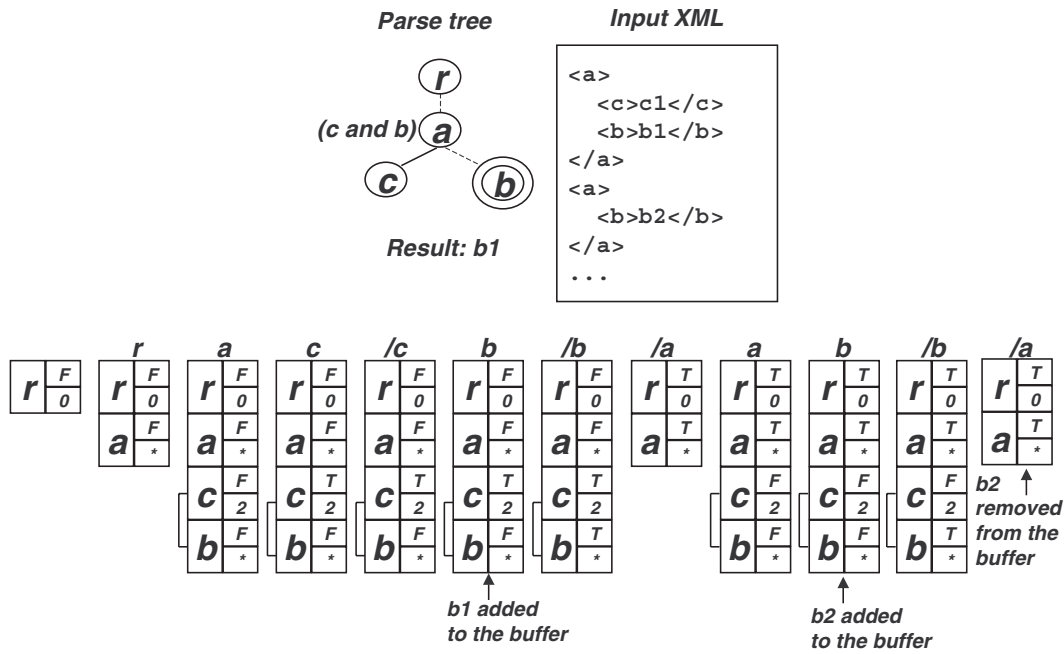 Parse tree
Input XML
r
(c and b) a
c b
Result: b1
<a>
<c>c1</c>
<b>b1</b>
</a>
<a>
<b>b2</b>
</a>
...
r a c /c b /b /a a b /b /a
r F r F r F r F r F r F r F r T r T r T r T r T
0 0 0 0 0 0 0 0 0 0 0 0
a F a F a F a F a F a F a T a T a T a T a T
* * * * * * * * * * *
c F c T c T c T c T c F c F c F
2 2 2 2 2 2 2 2
b F b F b F b F b T b F b F b T
* * * * * * * *
b2
removed
from the
buffer
b1 added
to the buffer
b2 added
to the buffer